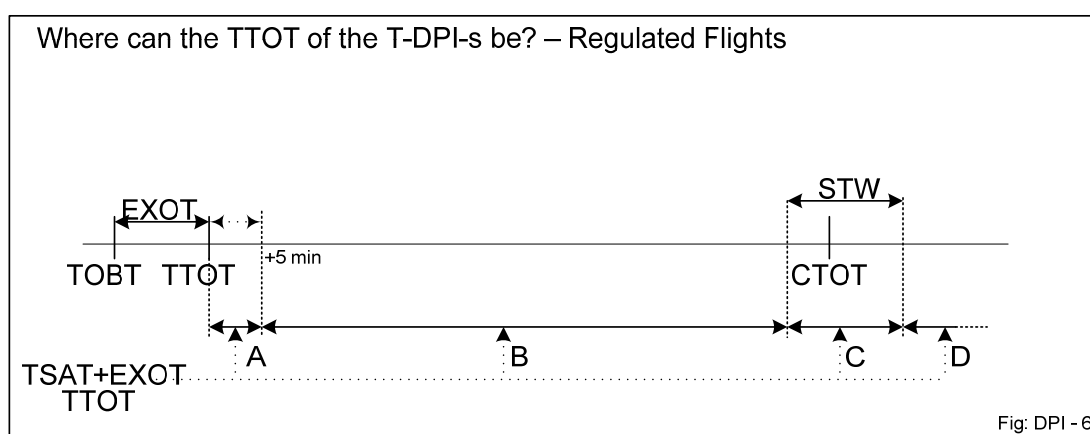 Where can the TTOT of the T-DPI-s be? – Regulated Flights
STW
EXOT
+5 min
TOBT TTOT CTOT
A B C D
TSAT+EXOT
TTOT
Fig: DPI - 6